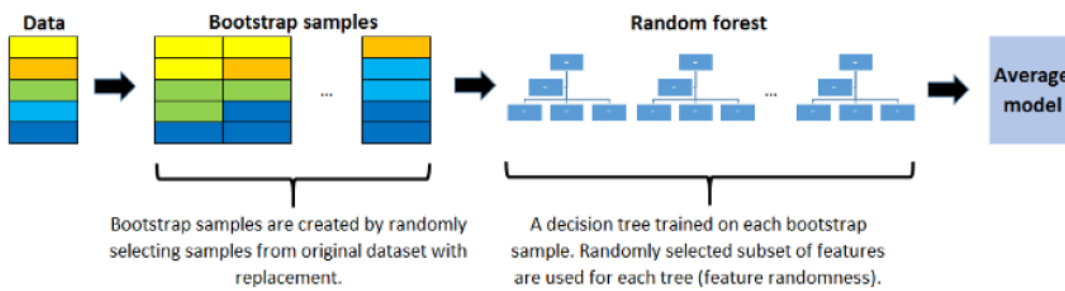 Data
Bootstrap samples
Random forest
...
...
Average
model
Bootstrap samples are created by randomly
selecting samples from original dataset with
replacement.
A decision tree trained on each bootstrap
sample. Randomly selected subset of features
are used for each tree (feature randomness).